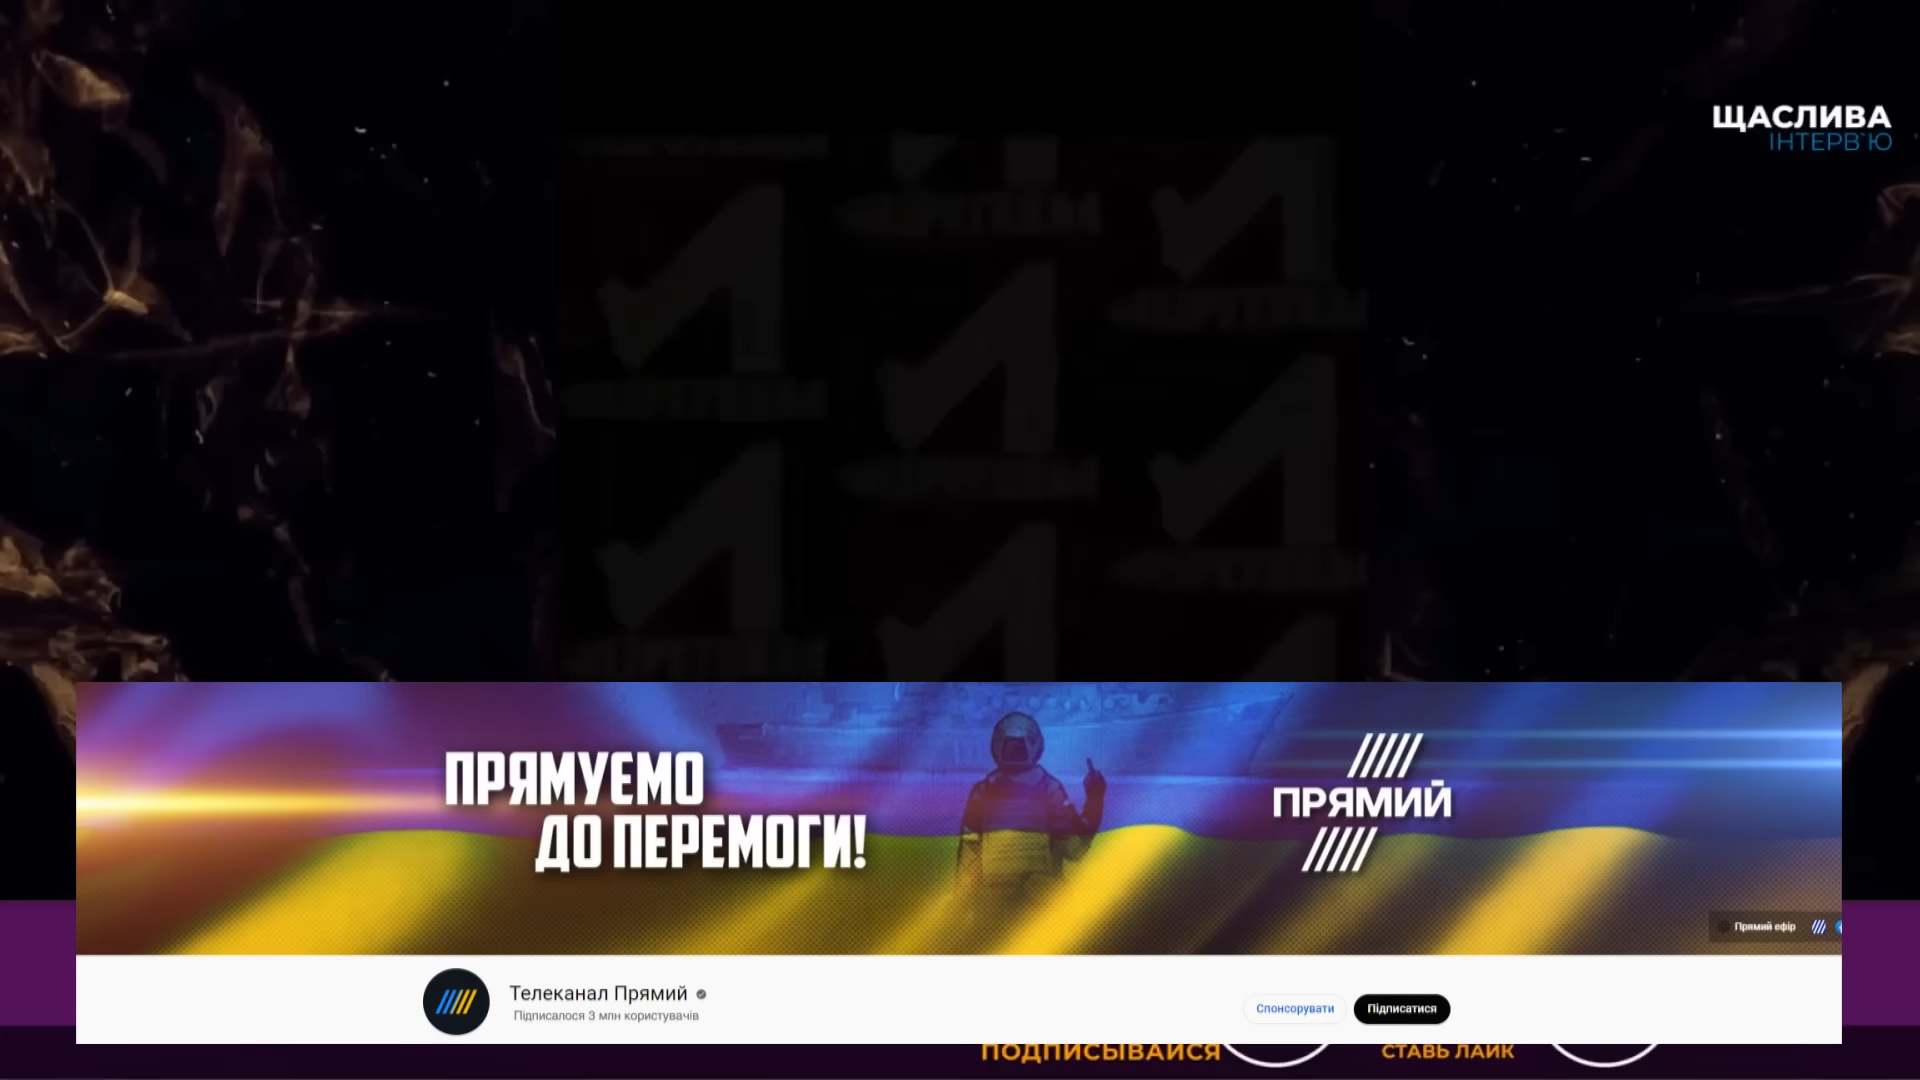 ЩАСЛИВА
ІНТЕРВ`Ю
ПРЯМУЄМО
ДО ПЕРЕМОГИ!
ПРЯМИЙ
Прямий ефір
Телеканал Прямий
Підписалося 3 млн користувачів
Спонсорувати
Підписатися
ПОДПИСЫВАЙСЯ
СТАВЬ ЛАЙК